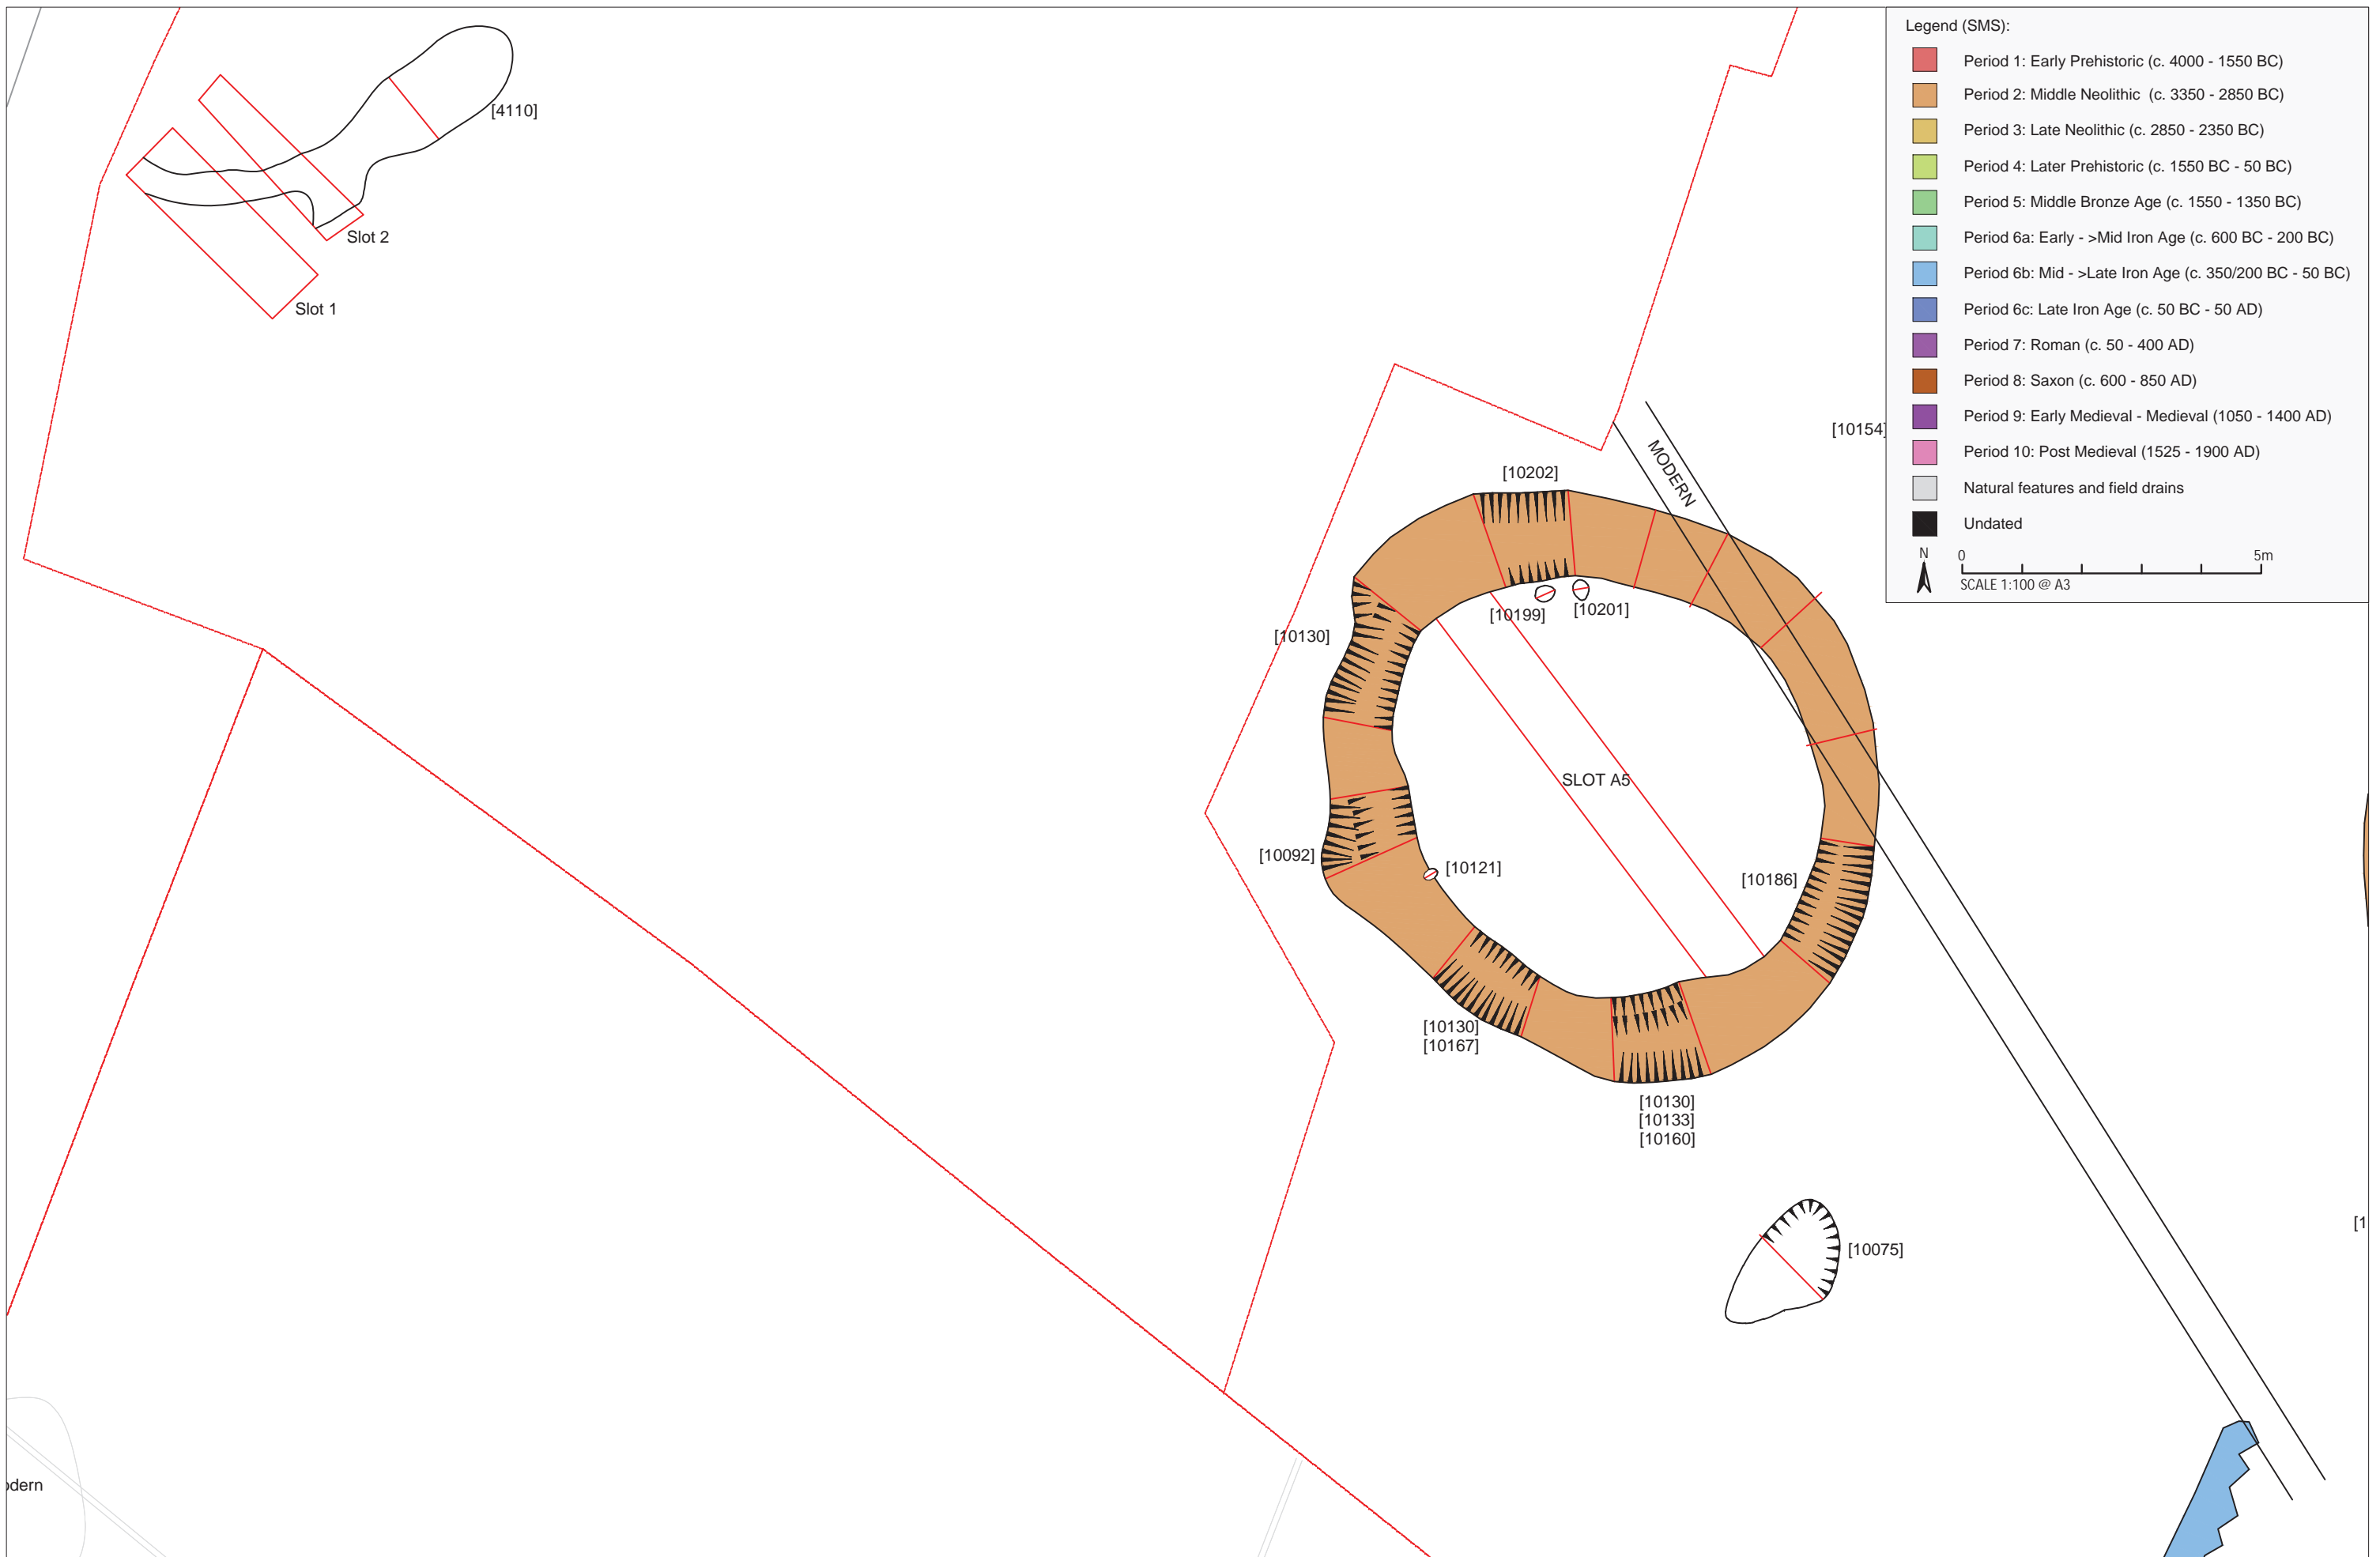 Legend (SMS):
Period 1: Early Prehistoric (c. 4000 - 1550 BC)
Period 2: Middle Neolithic (c. 3350 - 2850 BC)
Period 3: Late Neolithic (c. 2850 - 2350 BC)
Period 4: Later Prehistoric (c. 1550 BC - 50 BC)
Period 5: Middle Bronze Age (c. 1550 - 1350 BC)
Period 6a: Early - >Mid Iron Age (c. 600 BC - 200 BC)
Period 6b: Mid - >Late Iron Age (c. 350/200 BC - 50 BC)
Period 6c: Late Iron Age (c. 50 BC - 50 AD)
Period 7: Roman (c. 50 - 400 AD)
Period 8: Saxon (c. 600 - 850 AD)
Period 9: Early Medieval - Medieval (1050 - 1400 AD)
Period 10: Post Medieval (1525 - 1900 AD)
Natural features and field drains
Undated
N
0
5m
SCALE 1:100 @ A3
[4110]
Slot 2
Slot 1
[10154]
MODERN
[10202]
[10199]
[10201]
[10130]
SLOT A5
[10092]
[10121]
[10186]
[10130]
[10167]
[10130]
[10133]
[10160]
[10075]
[1
odern